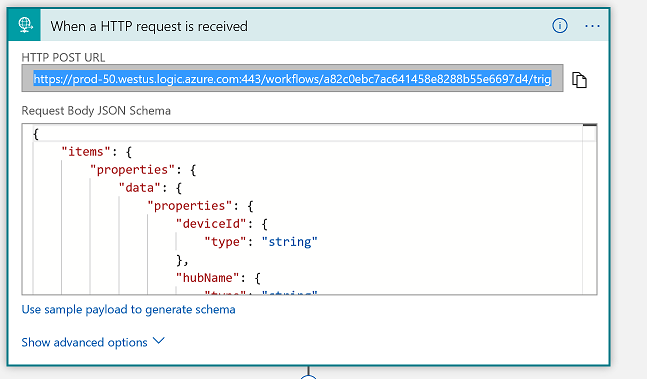 When a HTTP request is received
HTTP POST URL
https://prod-50.westus.logic.azure.com:443/workflows/a82c0ebc7ac641458e8288b55e6697d4/trig
Request Body JSON Schema
{
"items": {
"properties": {
"data": {
"properties": {
"deviceId": {
"type": "string"
},
"hubName": {
"type": "string"
Use sample payload to generate schema
Show advanced options